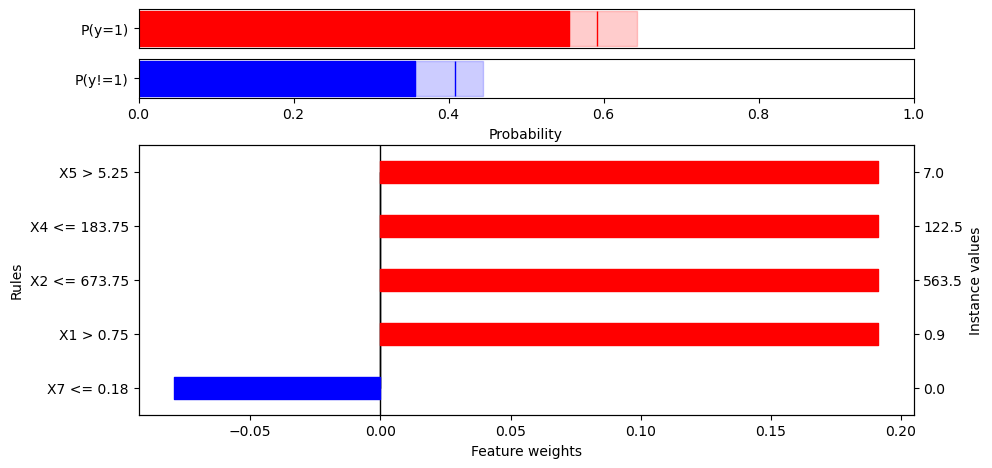 P(y=1)
P(y!=1)
0.0 0.2 0.4 0.6 0.8 1.0
Probability
X5 > 5.25 7.0
X4 <= 183.75 122.5
X2 <= 673.75 563.5
X1 > 0.75 0.9
X7 <= 0.18 0.0
Rules
Instance values
−0.05 0.00 0.05 0.10 0.15 0.20
Feature weights